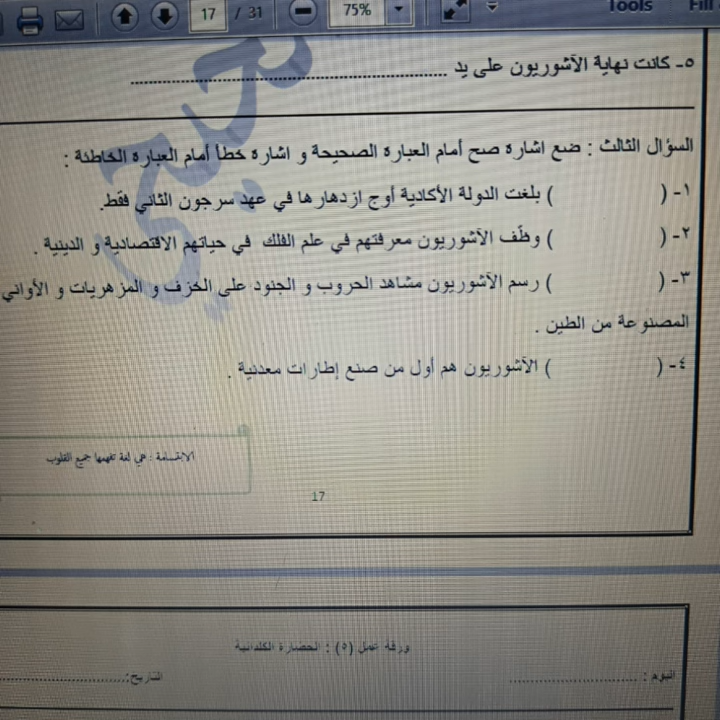 17 / 31
75%
Tools
Fill
٥- كانت نهاية الآشوريون على يد ........................................
السؤال الثالث : ضع اشارة صح أمام العبارة الصحيحة و اشارة خطأ أمام العبارة الخاطئة :
١- (          ) بلغت الدولة الأكادية أوج ازدهارها في عهد سرجون الثاني فقط.
٢- (          ) وظّف الآشوريون معرفتهم في علم الفلك في حياتهم الاقتصادية و الدينية .
٣- (          ) رسم الآشوريون مشاهد الحروب و الجنود على الخزف و المزهريات و الأواني
المصنوعة من الطين .
٤- (          ) الآشوريون هم أول من صنع إطارات معدنية .
الابتسامة : هي لغة تفهمها جميع القلوب
17
ورقة عمل (٥) : الحضارة الكلدانية
اليوم : ........................ التاريخ:........................